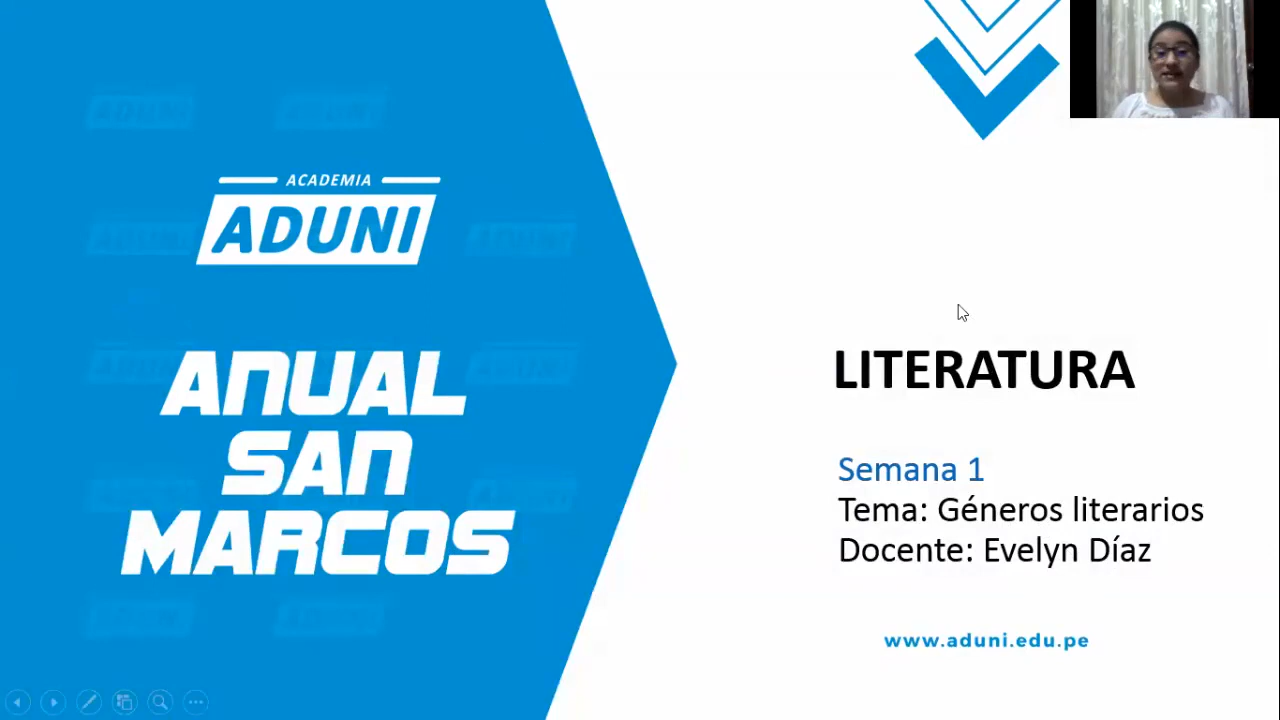 ACADEMIA
ADUNI
ANUAL
SAN
MARCOS
LITERATURA
Semana 1
Tema: Géneros literarios
Docente: Evelyn Díaz
www.aduni.edu.pe